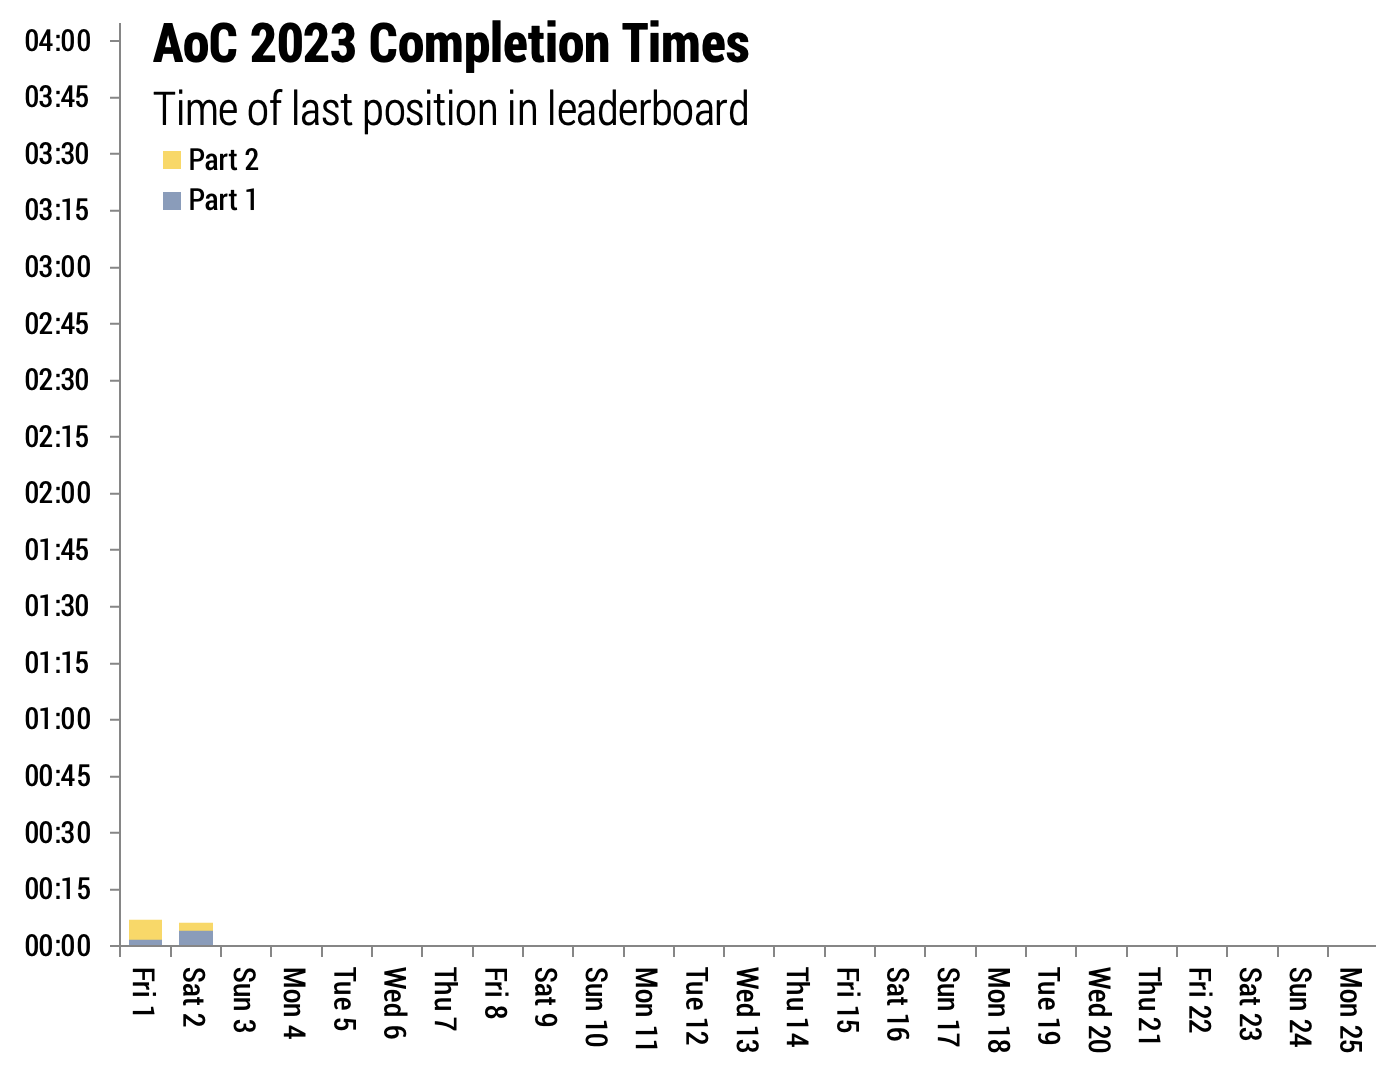 AoC 2023 Completion Times
Time of last position in leaderboard
Part 2
Part 1
04:00
03:45
03:30
03:15
03:00
02:45
02:30
02:15
02:00
01:45
01:30
01:15
01:00
00:45
00:30
00:15
00:00
Fri 1
Sat 2
Sun 3
Mon 4
Tue 5
Wed 6
Thu 7
Fri 8
Sat 9
Sun 10
Mon 11
Tue 12
Wed 13
Thu 14
Fri 15
Sat 16
Sun 17
Mon 18
Tue 19
Wed 20
Thu 21
Fri 22
Sat 23
Sun 24
Mon 25